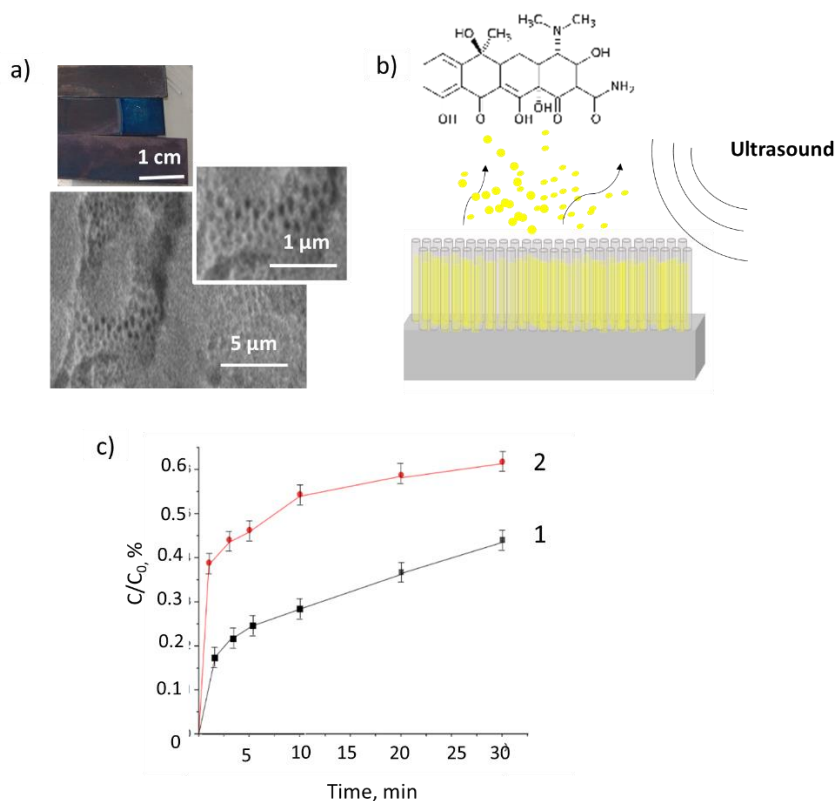 a)
1 cm
1 µm
5 µm
b)
HO
CH₃
H₃C
N
CH₃
OH
NH₂
OH
O
OH
OH
O
O
Ultrasound
c)
C/C₀, %
0.6
0.5
0.4
0.3
0.2
0.1
0
5
10
15
20
25
30
2
1
Time, min